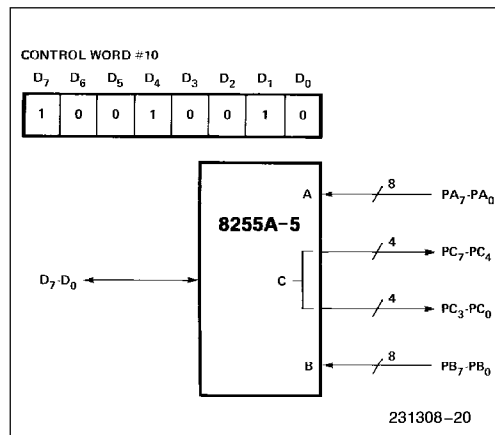 CONTROL WORD #10
D7 D6 D5 D4 D3 D2 D1 D0
1 0 0 1 0 0 1 0
8255A-5
A
8
PA7-PA0
4
PC7-PC4
D7-D0
C
4
PC3-PC0
B
8
PB7-PB0
231308-20